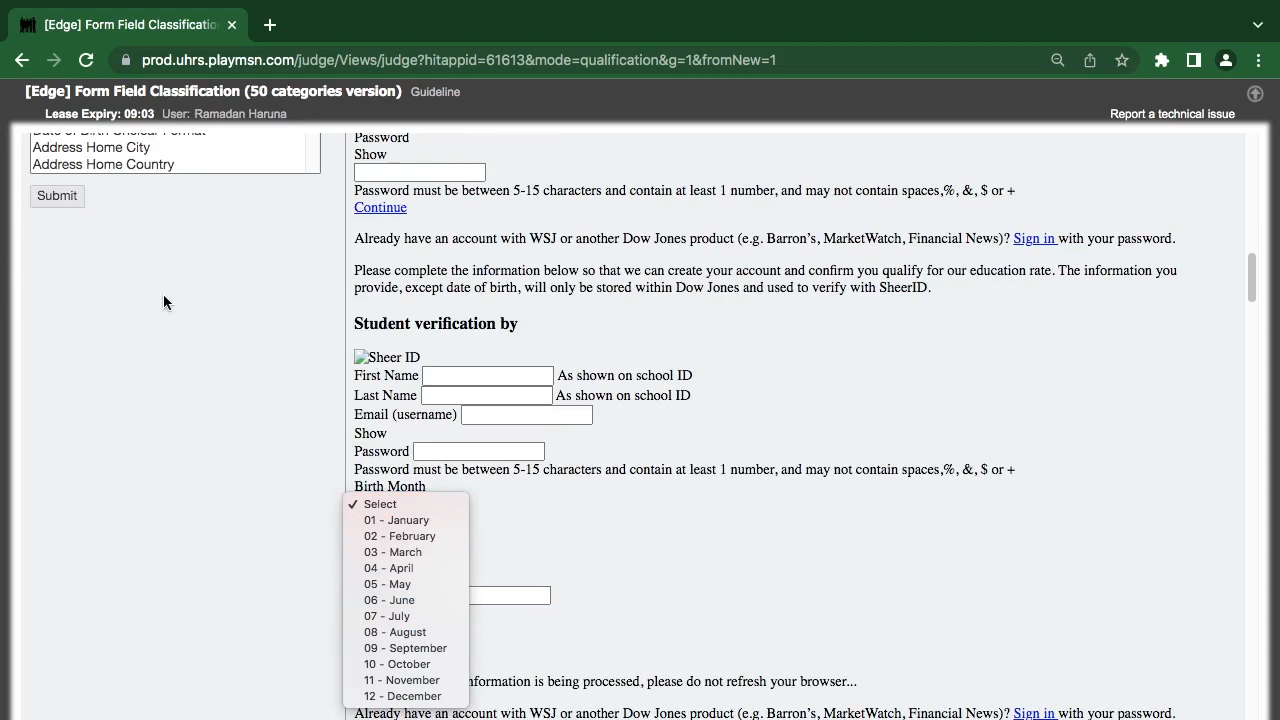 [Edge] Form Field Classificatio
prod.uhrs.playmsn.com/judge/Views/judge?hitappid=61613&mode=qualification&g=1&fromNew=1
[Edge] Form Field Classification (50 categories version) Guideline
Lease Expiry: 09:03 User: Ramadan Haruna Report a technical issue
Address Home City
Address Home Country
Submit
Password
Show
Password must be between 5-15 characters and contain at least 1 number, and may not contain spaces,%, &, $ or +
Continue
Already have an account with WSJ or another Dow Jones product (e.g. Barron's, MarketWatch, Financial News)? Sign in with your password.
Please complete the information below so that we can create your account and confirm you qualify for our education rate. The information you
provide, except date of birth, will only be stored within Dow Jones and used to verify with SheerID.
Student verification by
Sheer ID
First Name As shown on school ID
Last Name As shown on school ID
Email (username)
Show
Password
Password must be between 5-15 characters and contain at least 1 number, and may not contain spaces,%, &, $ or +
Birth Month
✓ Select
01 - January
02 - February
03 - March
04 - April
05 - May
06 - June
07 - July
08 - August
09 - September
10 - October
11 - November
12 - December
information is being processed, please do not refresh your browser...
Already have an account with WSJ or another Dow Jones product (e.g. Barron's, MarketWatch, Financial News)? Sign in with your password.